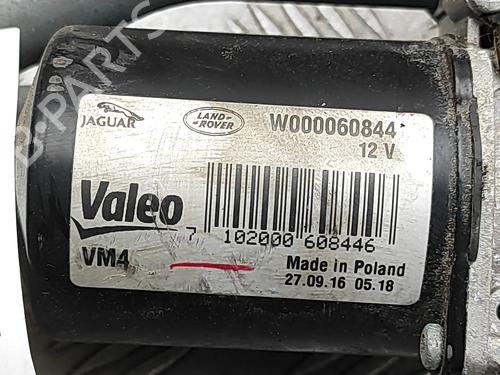 B-PARTS
JAGUAR LAND ROVER W000060844
12 V
Valeo
7 102000 608446
VM4 Made in Poland
27.09.16 05.18